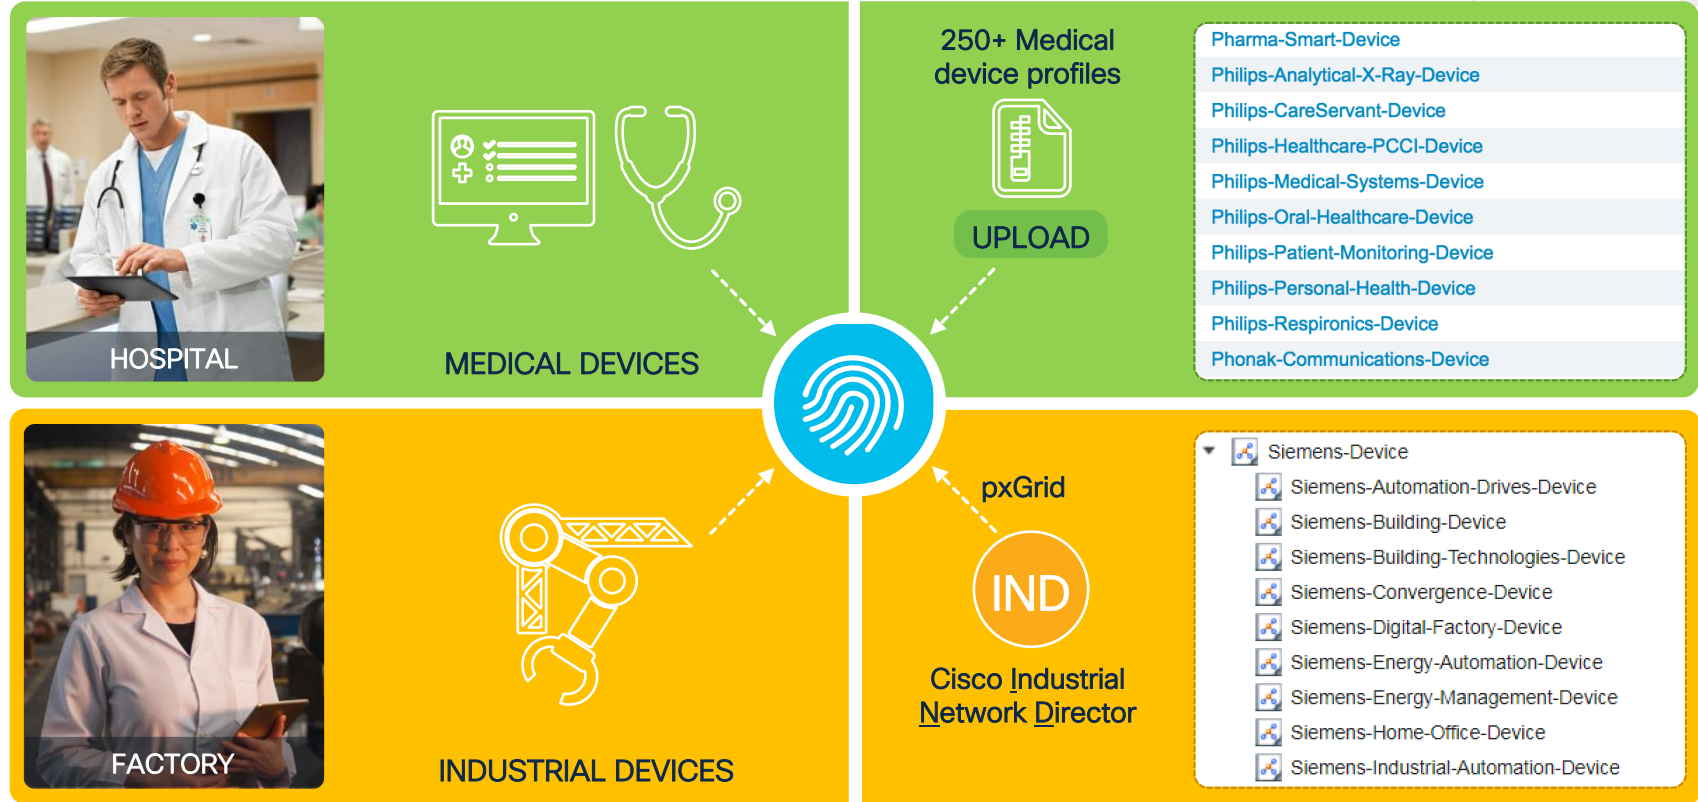 HOSPITAL
MEDICAL DEVICES
250+ Medical
device profiles
UPLOAD
Pharma-Smart-Device
Philips-Analytical-X-Ray-Device
Philips-CareServant-Device
Philips-Healthcare-PCCI-Device
Philips-Medical-Systems-Device
Philips-Oral-Healthcare-Device
Philips-Patient-Monitoring-Device
Philips-Personal-Health-Device
Philips-Respironics-Device
Phonak-Communications-Device
FACTORY
INDUSTRIAL DEVICES
pxGrid
IND
Cisco Industrial
Network Director
Siemens-Device
Siemens-Automation-Drives-Device
Siemens-Building-Device
Siemens-Building-Technologies-Device
Siemens-Convergence-Device
Siemens-Digital-Factory-Device
Siemens-Energy-Automation-Device
Siemens-Energy-Management-Device
Siemens-Home-Office-Device
Siemens-Industrial-Automation-Device